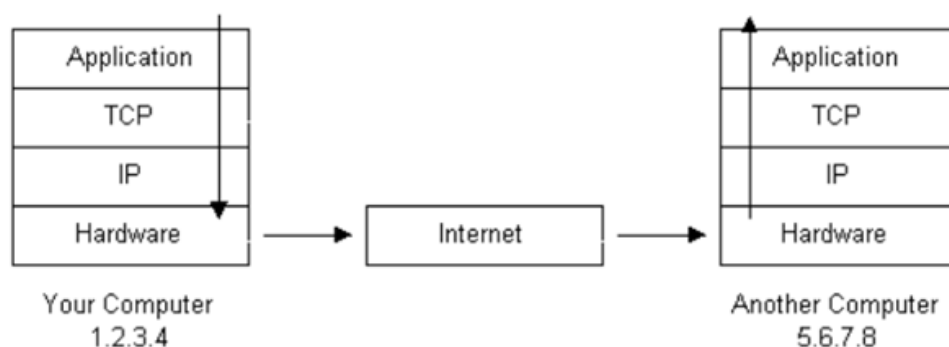 Application
TCP
IP
Hardware
Your Computer
1.2.3.4
Internet
Application
TCP
IP
Hardware
Another Computer
5.6.7.8